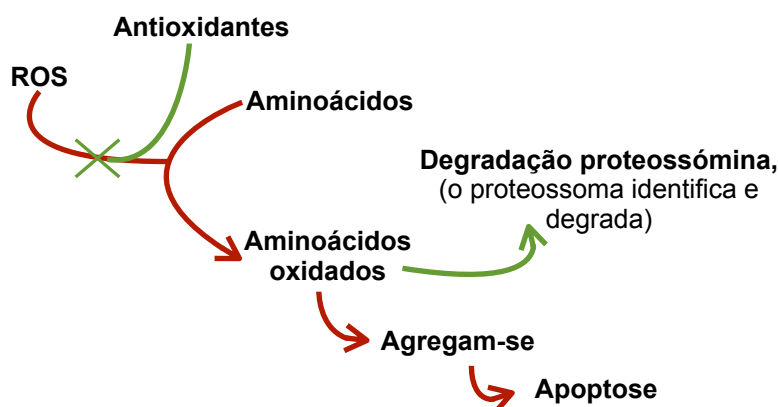 Antioxidantes
ROS
Aminoácidos
Degradação proteossómina,
(o proteossoma identifica e
degrada)
Aminoácidos
oxidados
Agregam-se
Apoptose